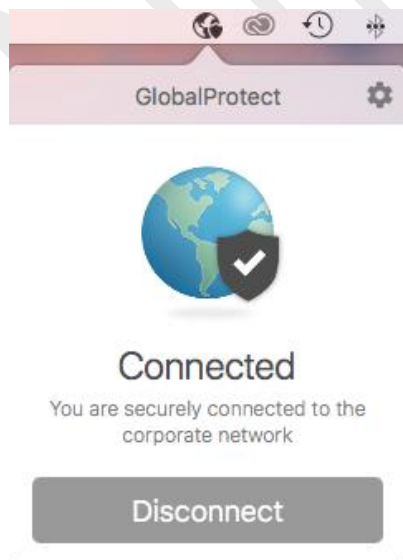 GlobalProtect
Connected
You are securely connected to the
corporate network
Disconnect